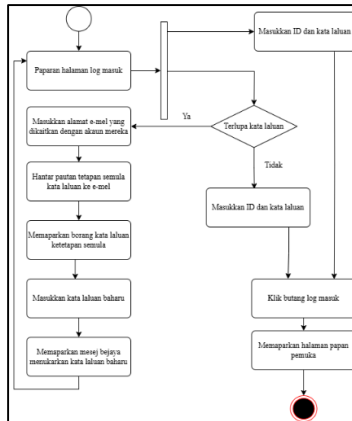 Masukkan ID dan kata laluan
Paparan halaman log masuk
Masukkan alamat e-mel yang
dikaitkan dengan akaun mereka
Ya
Terlupa kata laluan
Tidak
Hantar pautan tetapan semula
kata laluan ke e-mel
Masukkan ID dan kata laluan
Memaparkan borang kata laluan
ketetapan semula
Masukkan kata laluan baharu
Klik butang log masuk
Memaparkan mesej bejaya
menukarkan kata laluan baharu
Memaparkan halaman papan
pemuka